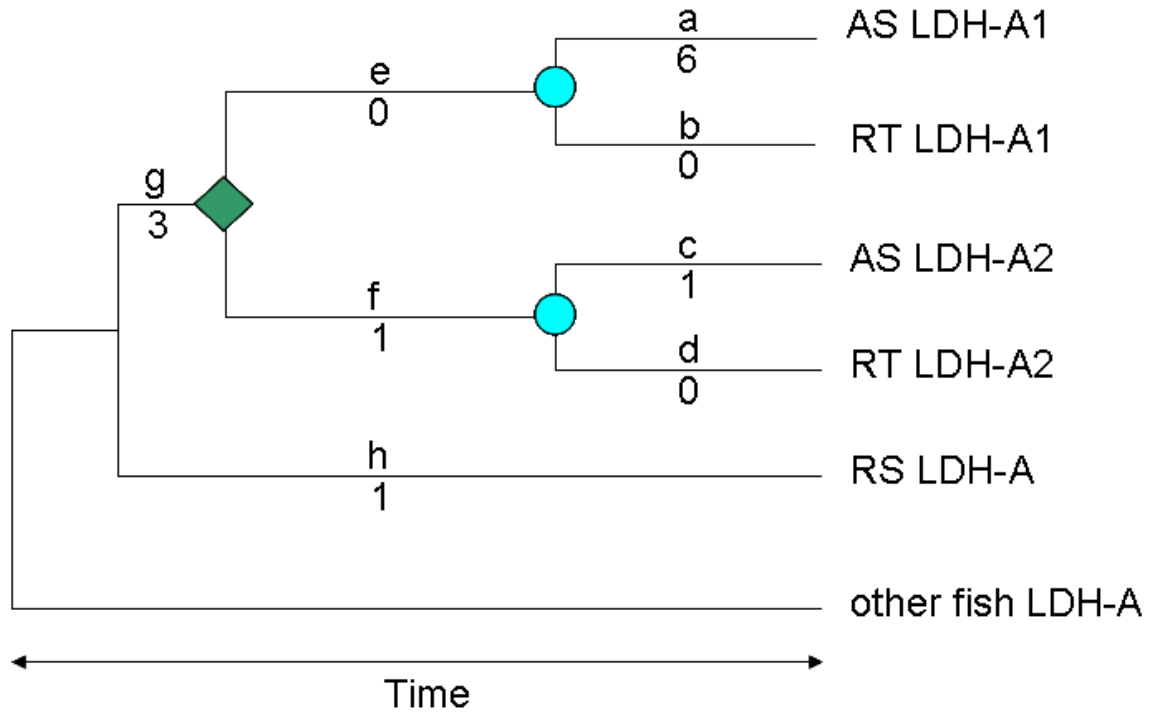 a
AS LDH-A1
6
e
0
b
RT LDH-A1
0
g
3
c
AS LDH-A2
1
f
1
d
RT LDH-A2
0
h
RS LDH-A
1
other fish LDH-A
Time